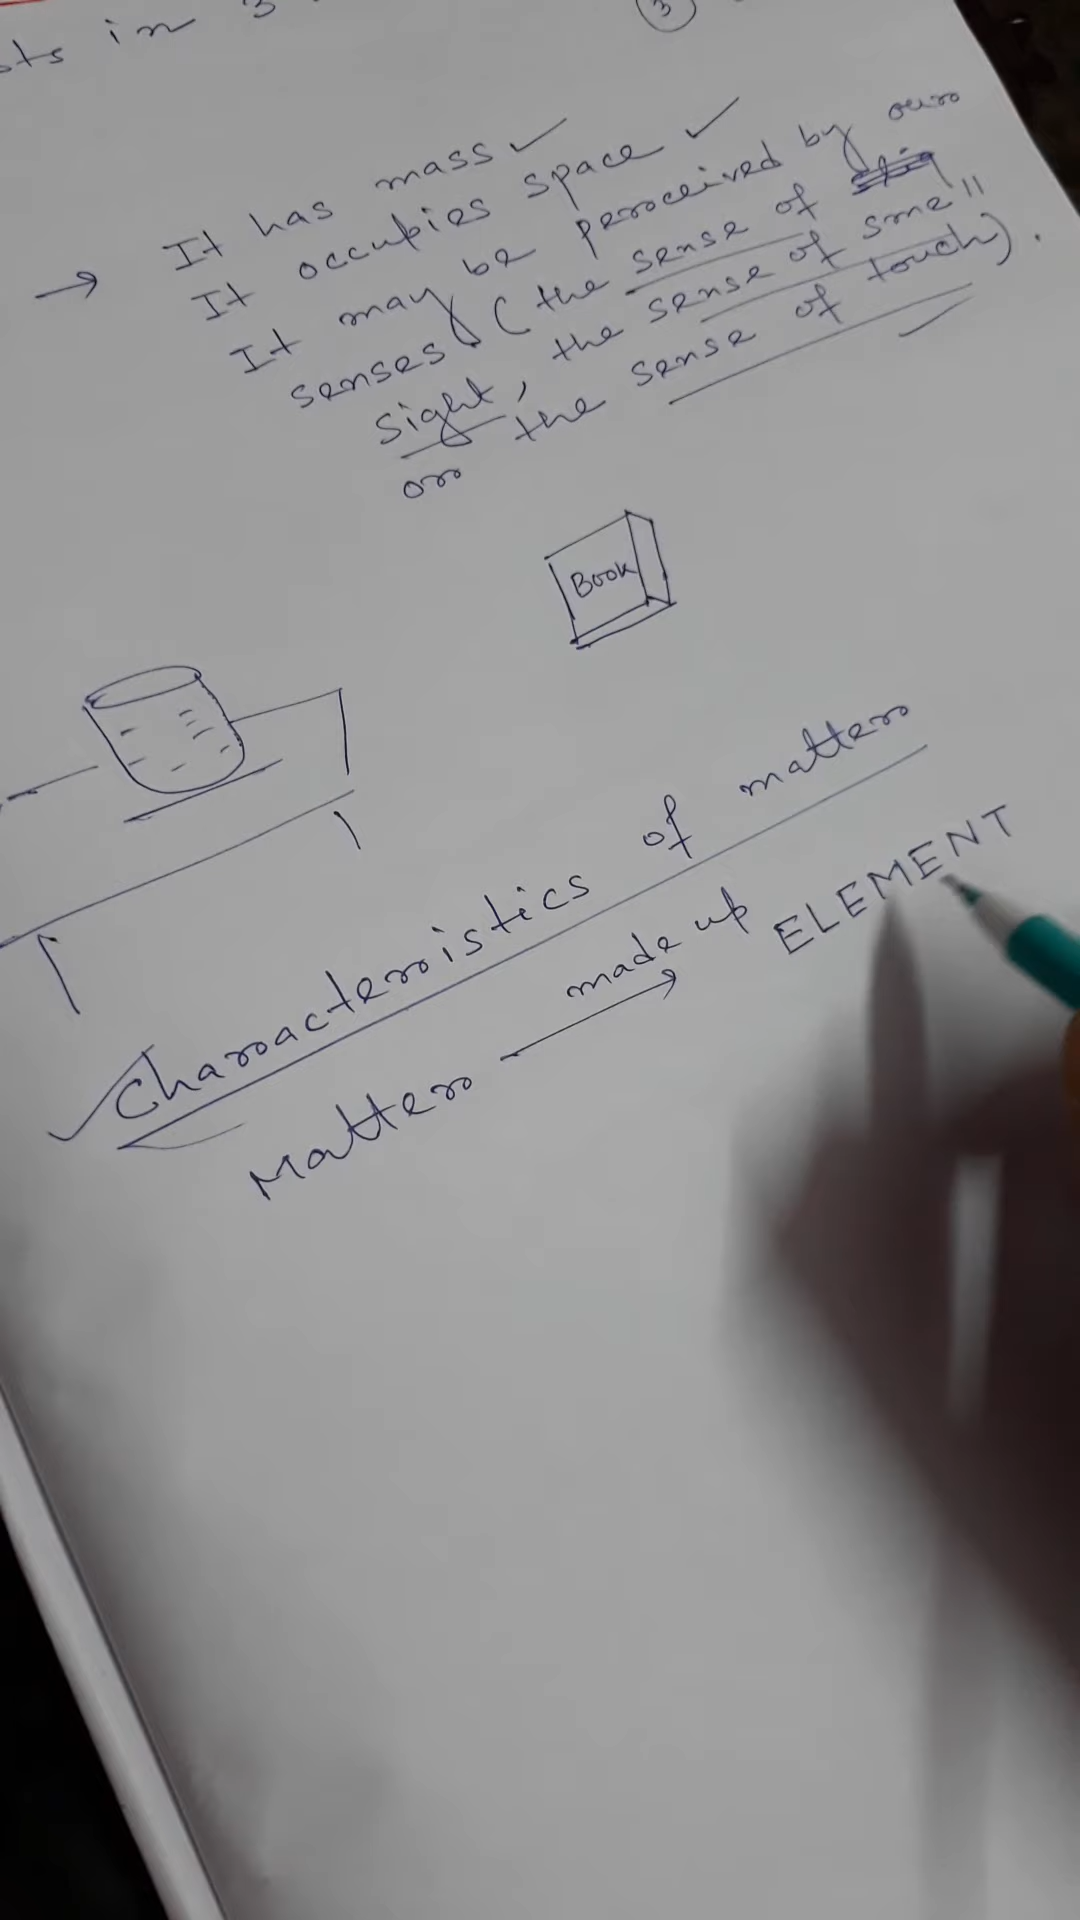 in 3
3
→ It has mass ✓
It occupies space ✓
It may be perceived by our
senses (the sense of
sight, the sense of smell
or the sense of touch).
Book
Characteristics of matter
Matter → made up ELEMENT